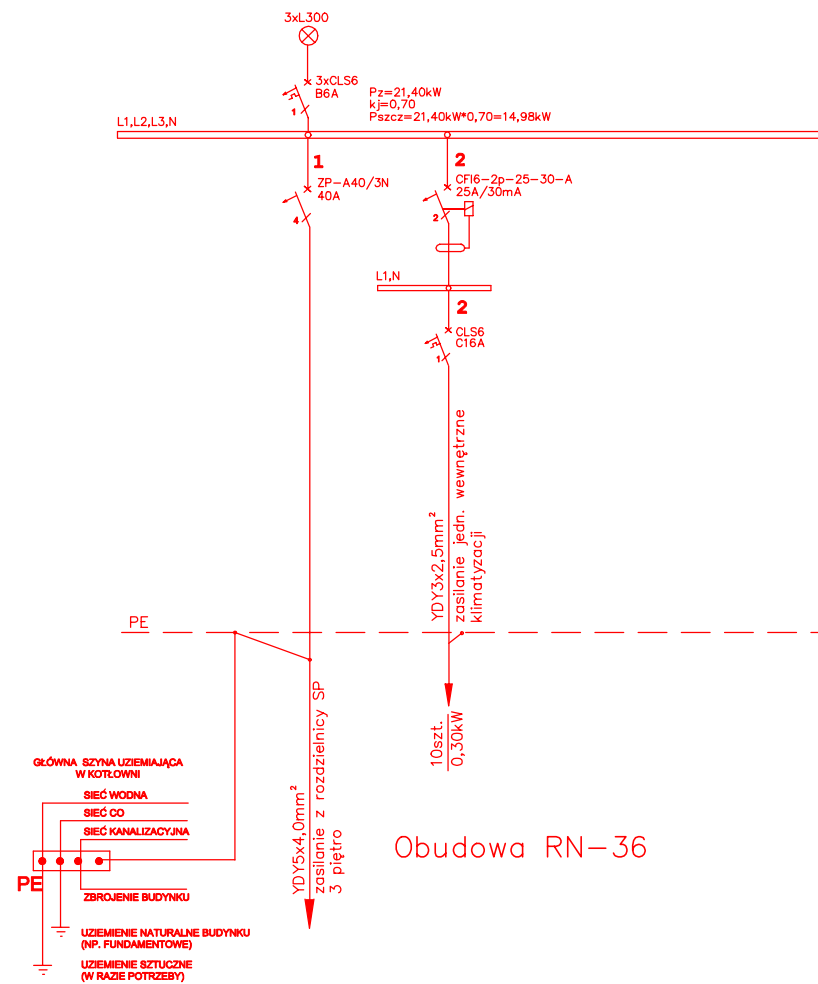 3xL300
3xCLS6
B6A
1
Pz=21,40kW
kj=0,70
Pszcz=21,40kW*0,70=14,98kW
L1,L2,L3,N
1
ZP-A40/3N
40A
4
2
CFI6-2p-25-30-A
25A/30mA
2
L1,N
2
CLS6
C16A
1
YDY3x2,5mm²
zasilanie jedn. wewnętrzne
klimatyzacji
PE
10szt.
0,30kW
YDY5x4,0mm²
zasilanie z rozdzielnicy SP
3 piętro
GŁÓWNA SZYNA UZIEMIAJĄCA
W KOTŁOWNI
SIEĆ WODNA
SIEĆ CO
SIEĆ KANALIZACYJNA
PE
ZBROJENIE BUDYNKU
UZIEMIENIE NATURALNE BUDYNKU
(NP. FUNDAMENTOWE)
UZIEMIENIE SZTUCZNE
(W RAZIE POTRZEBY)
Obudowa RN-36